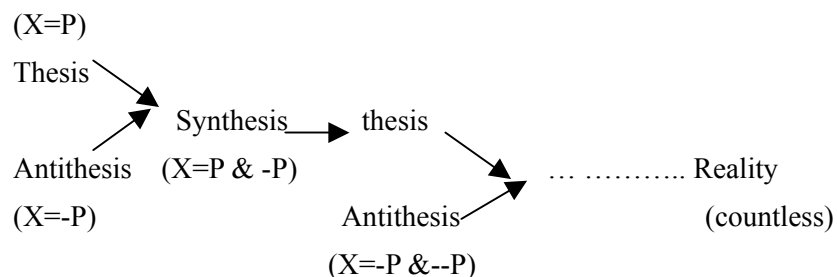 (X=P)
Thesis
Synthesis thesis
Antithesis (X=P & -P) … ……….. Reality
(X=-P) Antithesis (countless)
(X=-P &--P)